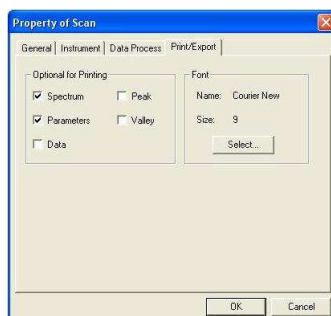 Property of Scan
General Instrument Data Process Print/Export
Optional for Printing
Spectrum Peak
Parameters Valley
Data
Font
Name: Courier New
Size: 9
Select...
OK Cancel